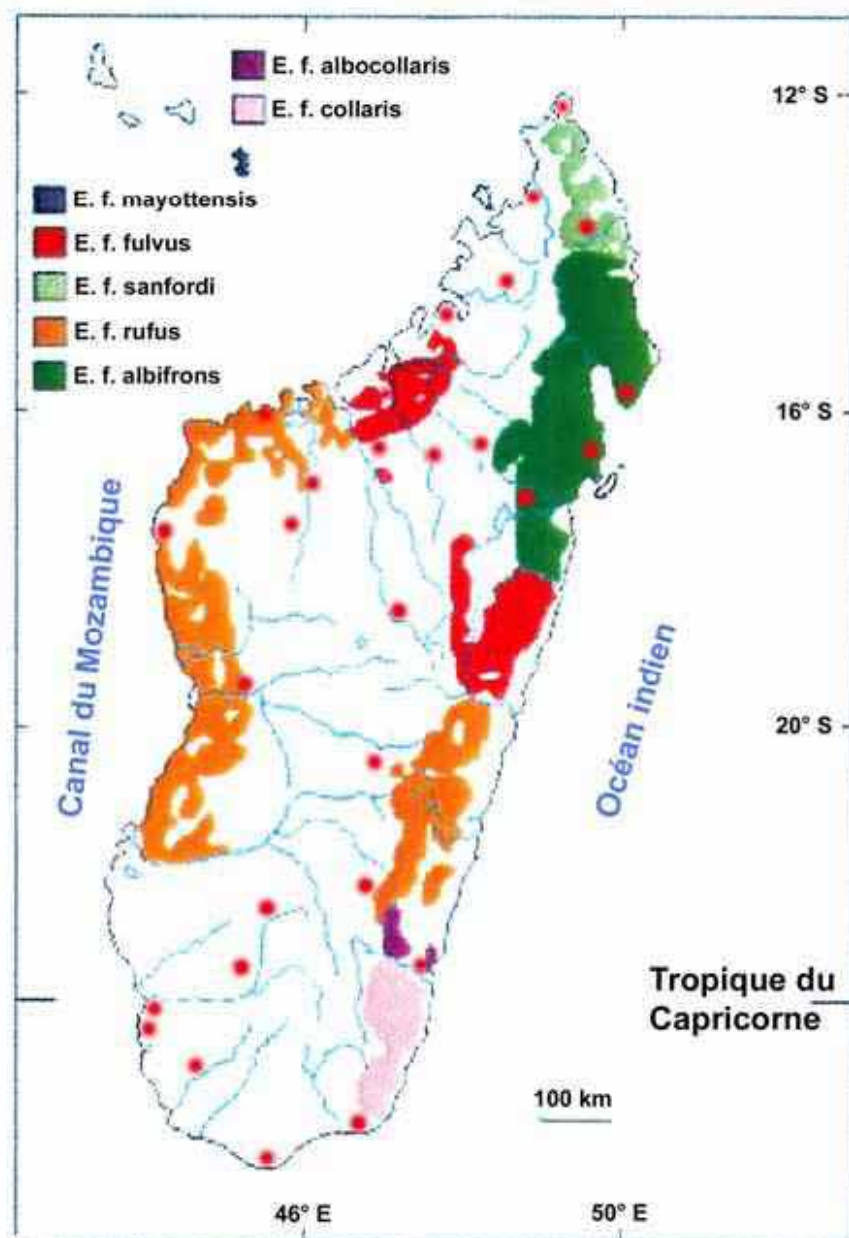 E. f. albocollaris
E. f. collaris
E. f. mayottensis
E. f. fulvus
E. f. sanfordi
E. f. rufus
E. f. albifrons
12° S
16° S
20° S
Canal du Mozambique
Océan indien
Tropique du
Capricorne
100 km
46° E
50° E